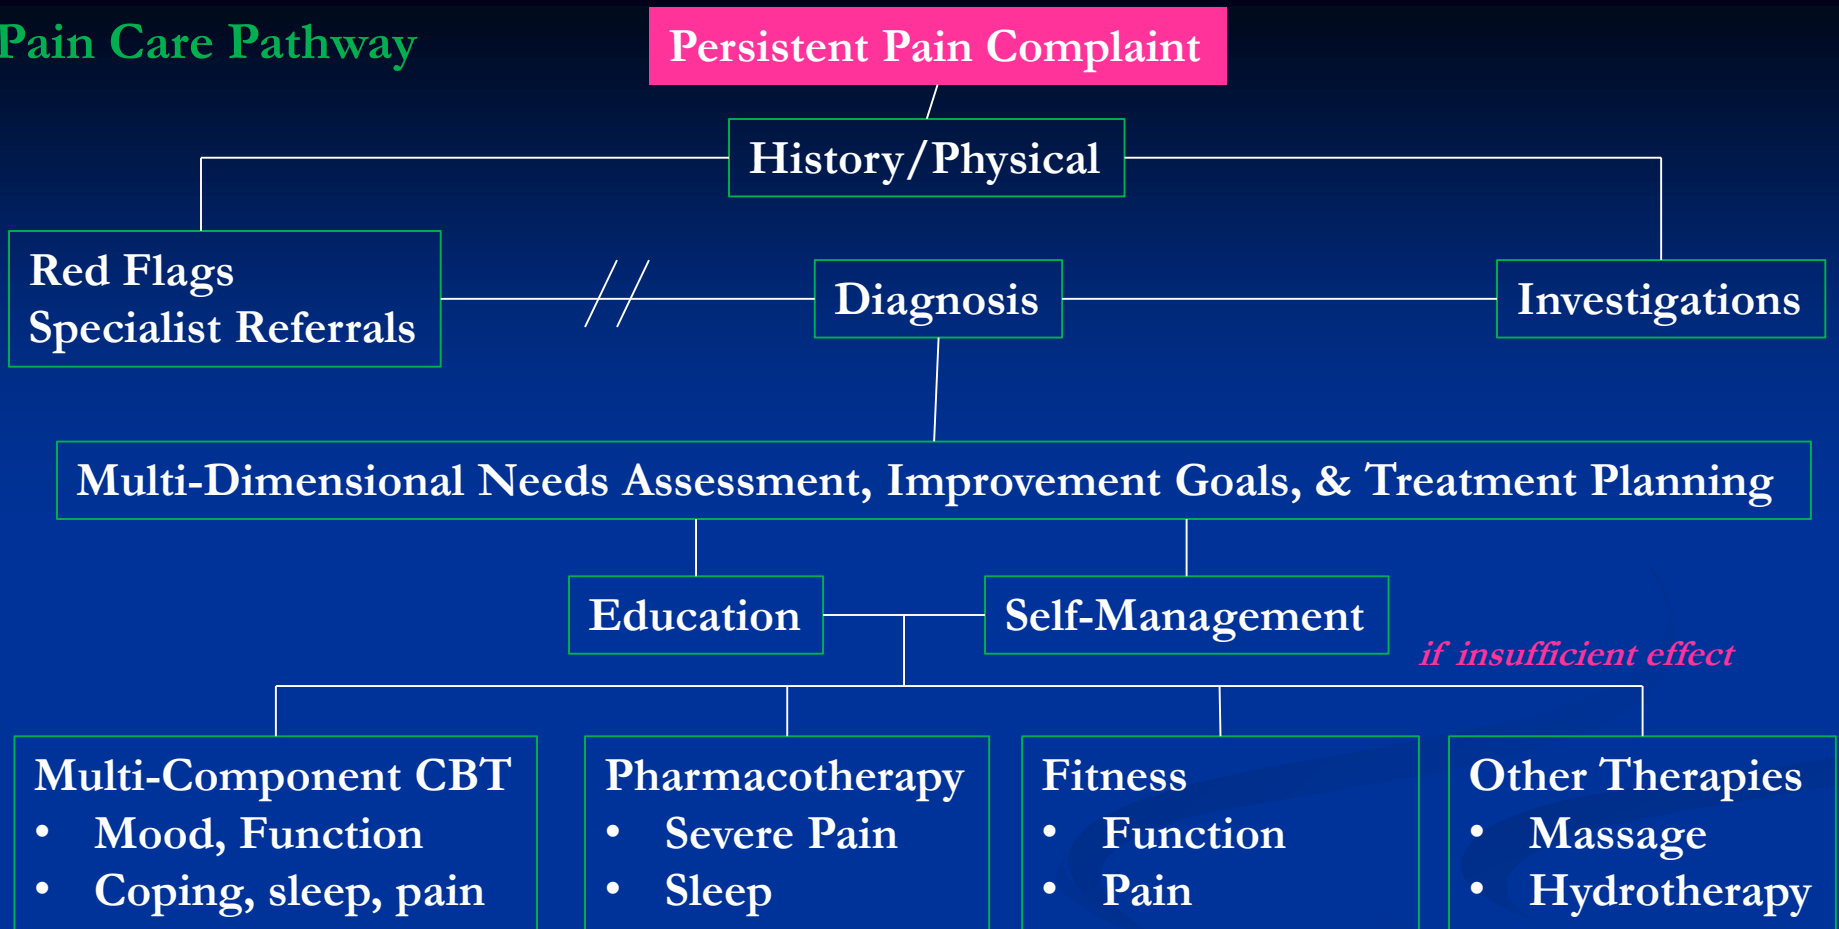 Pain Care Pathway
Persistent Pain Complaint
History/Physical
Red Flags
Specialist Referrals
Diagnosis
Investigations
Multi-Dimensional Needs Assessment, Improvement Goals, & Treatment Planning
Education
Self-Management
if insufficient effect
Multi-Component CBT
• Mood, Function
• Coping, sleep, pain
Pharmacotherapy
• Severe Pain
• Sleep
Fitness
• Function
• Pain
Other Therapies
• Massage
• Hydrotherapy